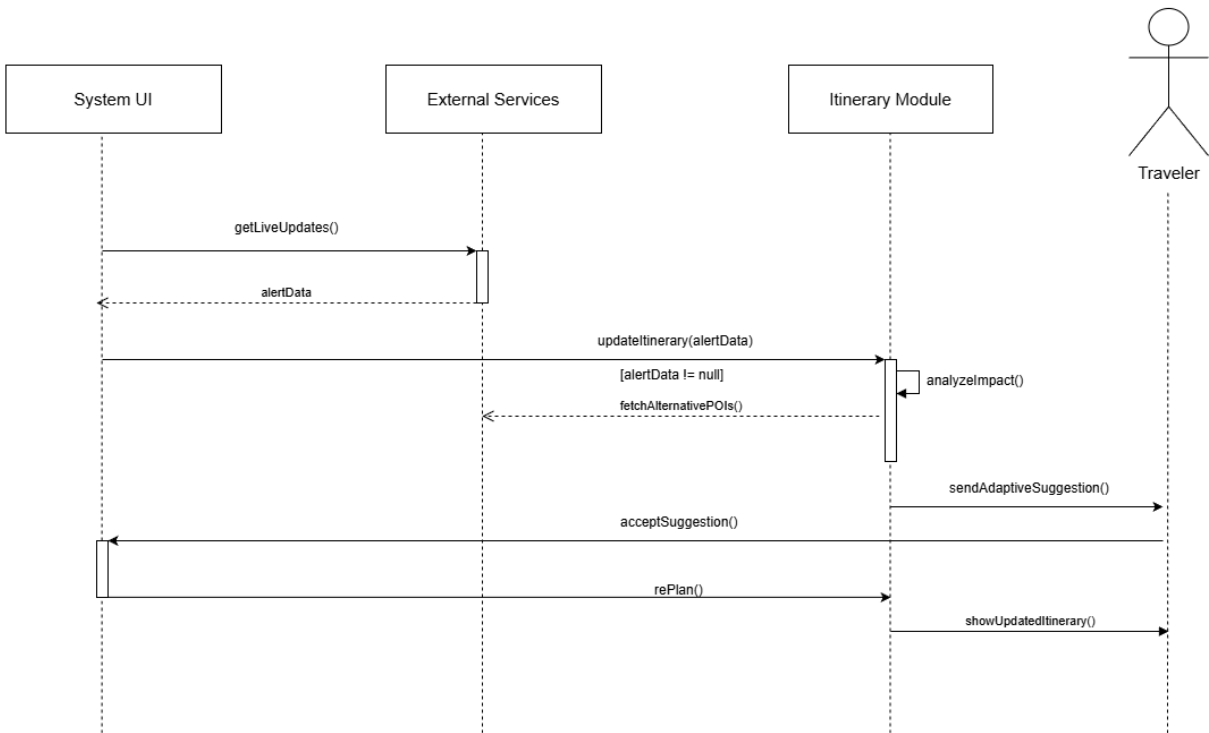 System UI
External Services
Itinerary Module
Traveler
getLiveUpdates()
alertData
updateItinerary(alertData)
[alertData != null]
analyzeImpact()
fetchAlternativePOIs()
sendAdaptiveSuggestion()
acceptSuggestion()
rePlan()
showUpdatedItinerary()